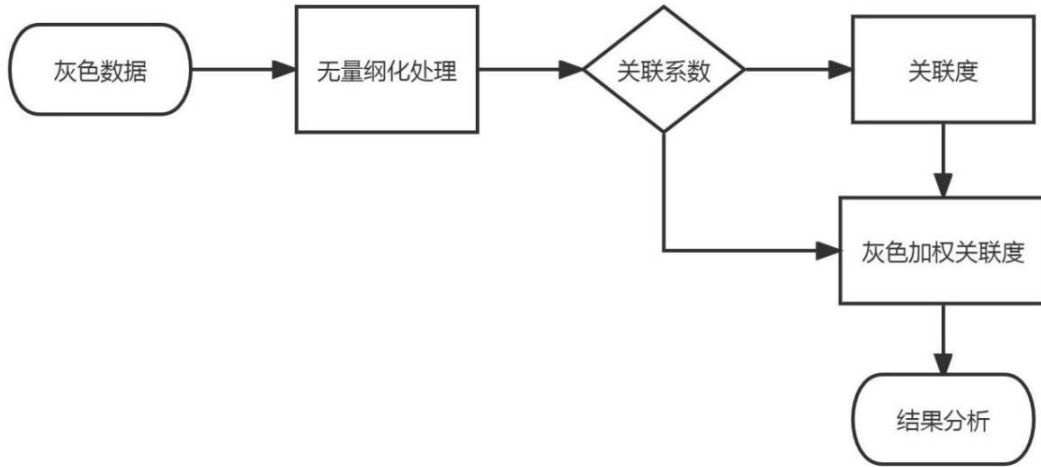 灰色数据
无量纲化处理
关联系数
关联度
灰色加权关联度
结果分析